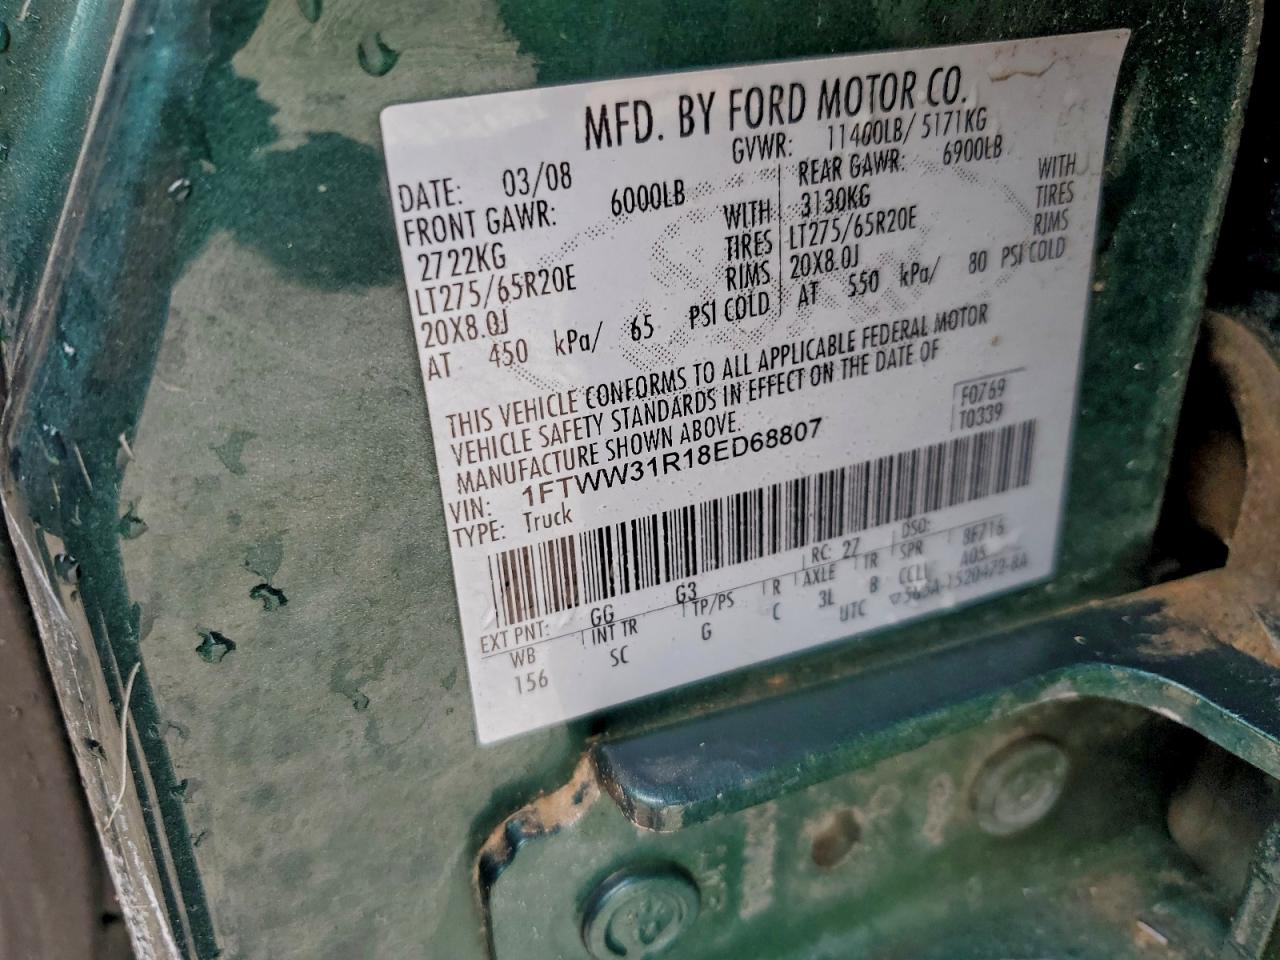 MFD. BY FORD MOTOR CO.
DATE: 03/08 GVWR: 11400LB/ 5171KG
FRONT GAWR: 6000LB REAR GAWR: 6900LB
2722KG WITH 3130KG WITH
LT275/65R20E TIRES LT275/65R20E TIRES
20X8.0J RIMS 20X8.0J RIMS
AT 450 kPa/ 65 PSI COLD AT 550 kPa/ 80 PSI COLD
THIS VEHICLE CONFORMS TO ALL APPLICABLE FEDERAL MOTOR
VEHICLE SAFETY STANDARDS IN EFFECT ON THE DATE OF
MANUFACTURE SHOWN ABOVE.
VIN: 1FTWW31R18ED68807 F0769
TYPE: Truck T0339
EXT PNT: GG G3 RC: 27 DSO: 8F716
WB INT TR TP/PS R AXLE TR SPR A05
156 SC G C 3L B CCLL
UTC ▽563A-1520472-BA